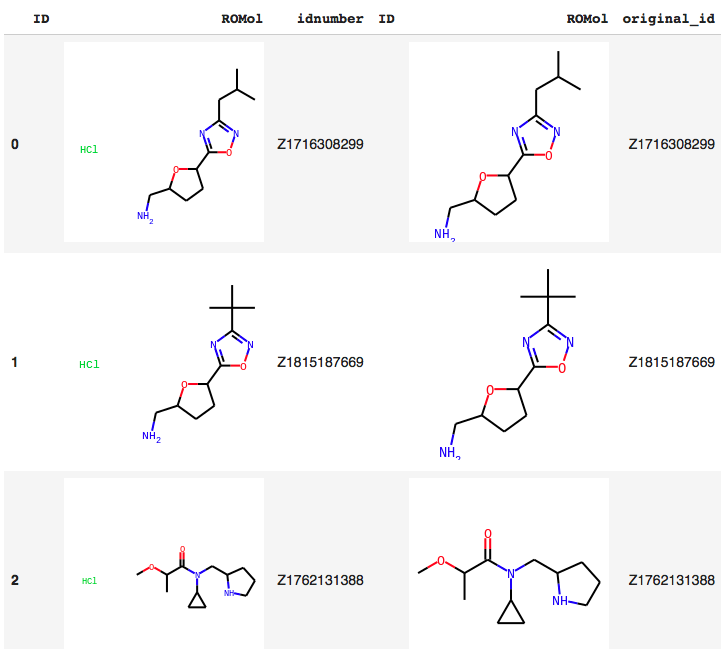 ID ROMol idnumber ID ROMol original_id
0 HCl N N O O NH2 Z1716308299 N N O O NH2 Z1716308299
1 HCl N N O O NH2 Z1815187669 N N O O NH2 Z1815187669
2 HCl O O N NH Z1762131388 O O N NH Z1762131388